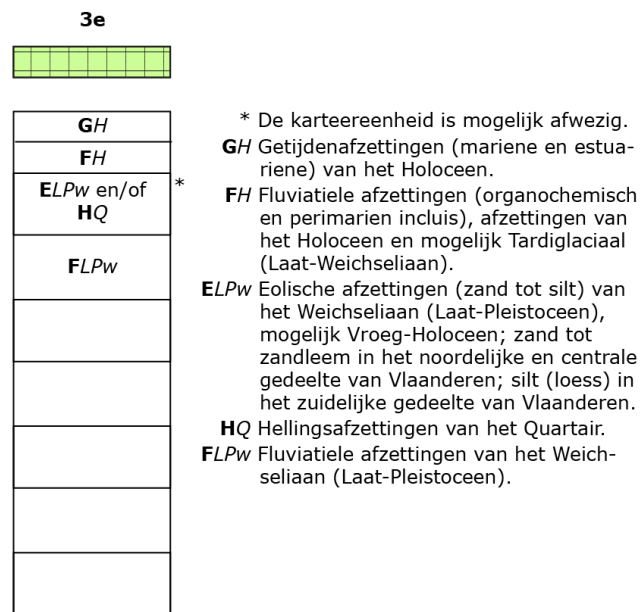 3e
GH
FH
ELPw en/of
HQ
*
FLPw
* De karteereenheid is mogelijk afwezig.
GH Getijdenafzettingen (mariene en estua-
riene) van het Holoceen.
FH Fluviatiele afzettingen (organochemisch
en perimarien incluis), afzettingen van
het Holoceen en mogelijk Tardiglaciaal
(Laat-Weichseliaan).
ELPw Eolische afzettingen (zand tot silt) van
het Weichseliaan (Laat-Pleistoceen),
mogelijk Vroeg-Holoceen; zand tot
zandleem in het noordelijke en centrale
gedeelte van Vlaanderen; silt (loess) in
het zuidelijke gedeelte van Vlaanderen.
HQ Hellingsafzettingen van het Quartair.
FLPw Fluviatiele afzettingen van het Weich-
seliaan (Laat-Pleistoceen).